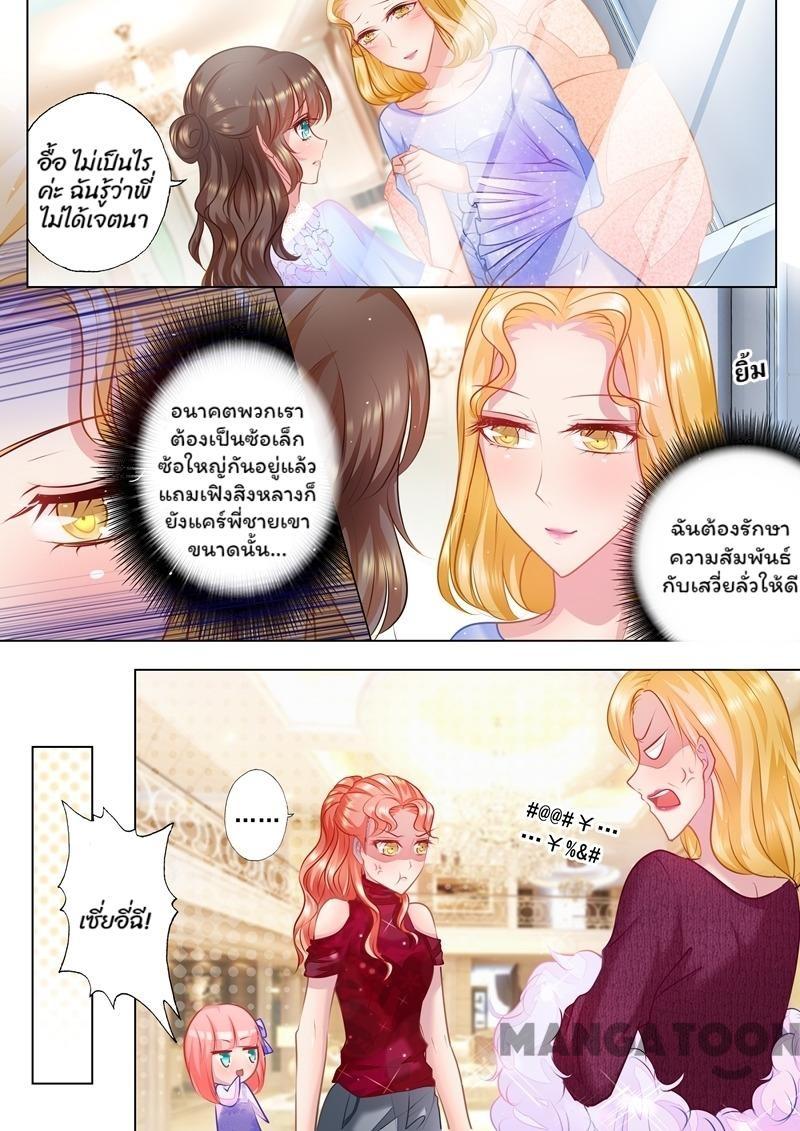 อื้อ ไม่เป็นไร
ค่ะ ฉันรู้ว่าพี่
ไม่ได้เจตนา
อนาคตพวกเรา
ต้องเป็นซ้อเล็ก
ซ้อใหญ่กันอยู่แล้ว
แถมเฟิงสิงหลางก็
ยังแคร์พี่ชายเขา
ขนาดนั้น...
ยิ้ม
ฉันต้องรักษา
ความสัมพันธ์
กับเสวี่ยลั่วให้ดี
......
#@@#￥...
...￥%&#
เซี่ยอี่ฉี!
MANGATOON